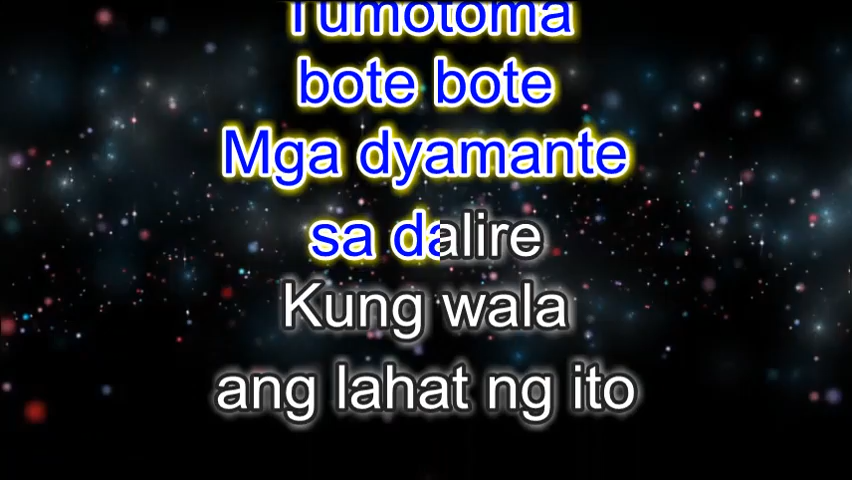 Tumotoma
bote bote
Mga dyamante
sa dalire
Kung wala
ang lahat ng ito